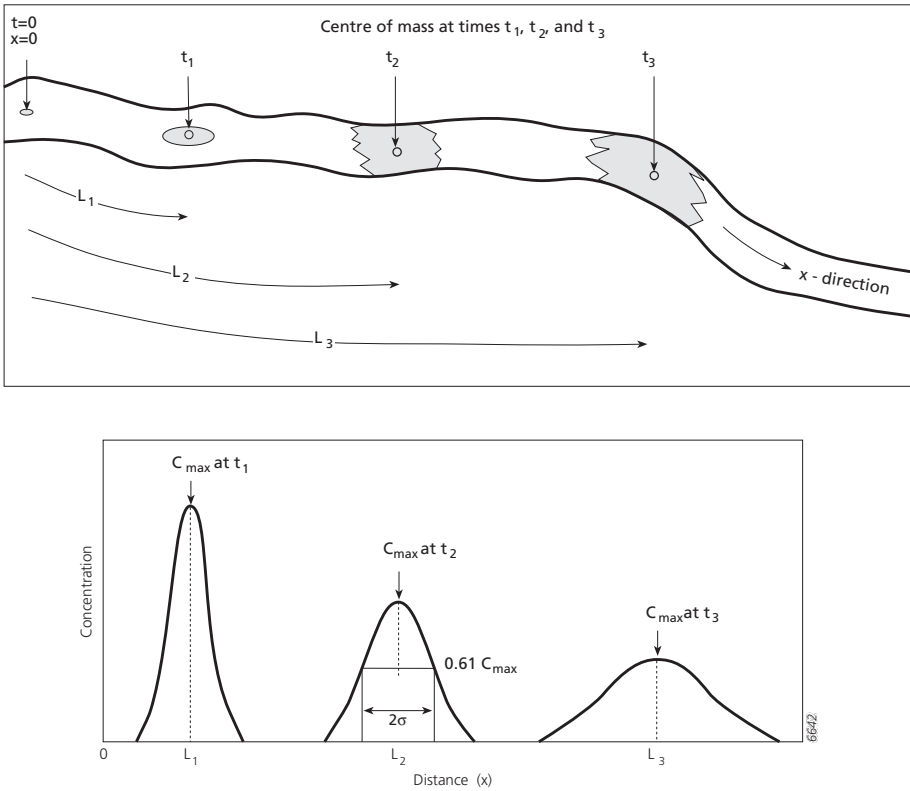 t=0
x=0
Centre of mass at times t₁, t₂, and t₃
t₁
t₂
t₃
L₁
L₂
L₃
x - direction
C max at t₁
Cmax at t₂
Cmax at t₃
0.61 Cmax
2σ
Concentration
0
L₁
L₂
L₃
Distance (x)
6642